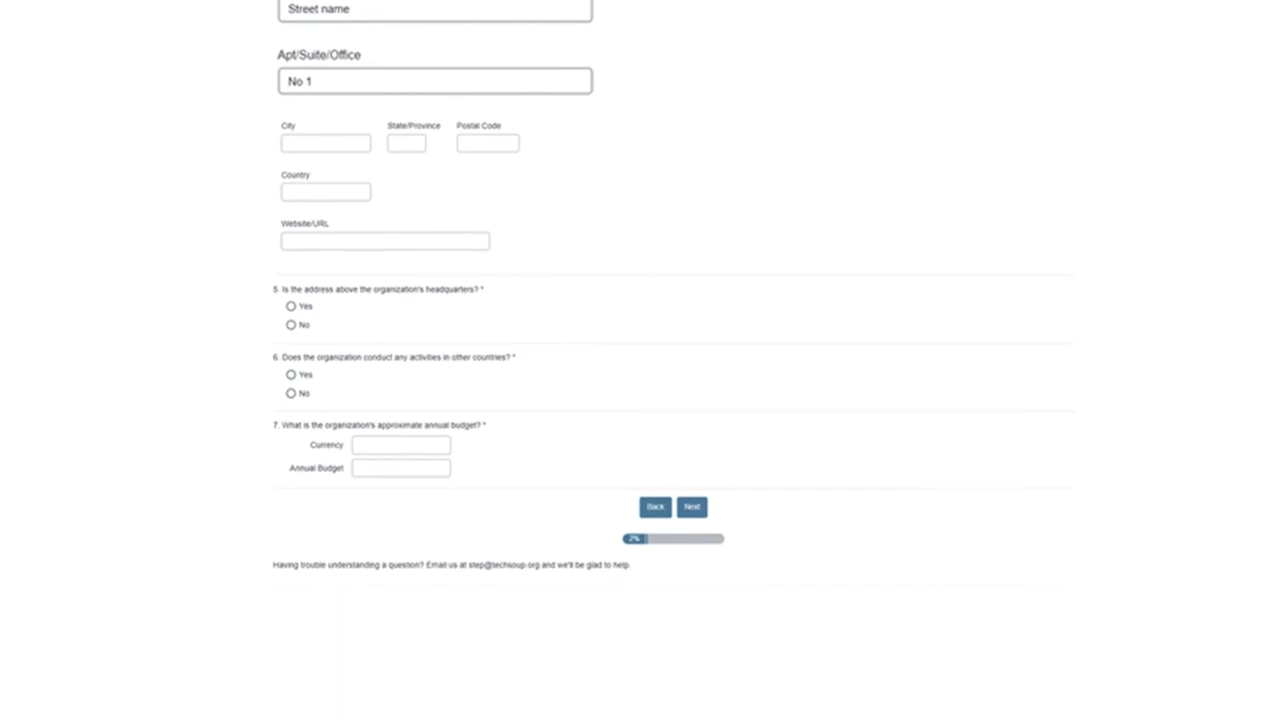 Street name
Apt/Suite/Office
No 1
City State/Province Postal Code
Country
Website/URL
5. Is the address above the organization's headquarters? *
Yes
No
6. Does the organization conduct any activities in other countries? *
Yes
No
7. What is the organization's approximate annual budget? *
Currency
Annual Budget
Back Next
7%
Having trouble understanding a question? Email us at step@techsoup.org and we'll be glad to help.